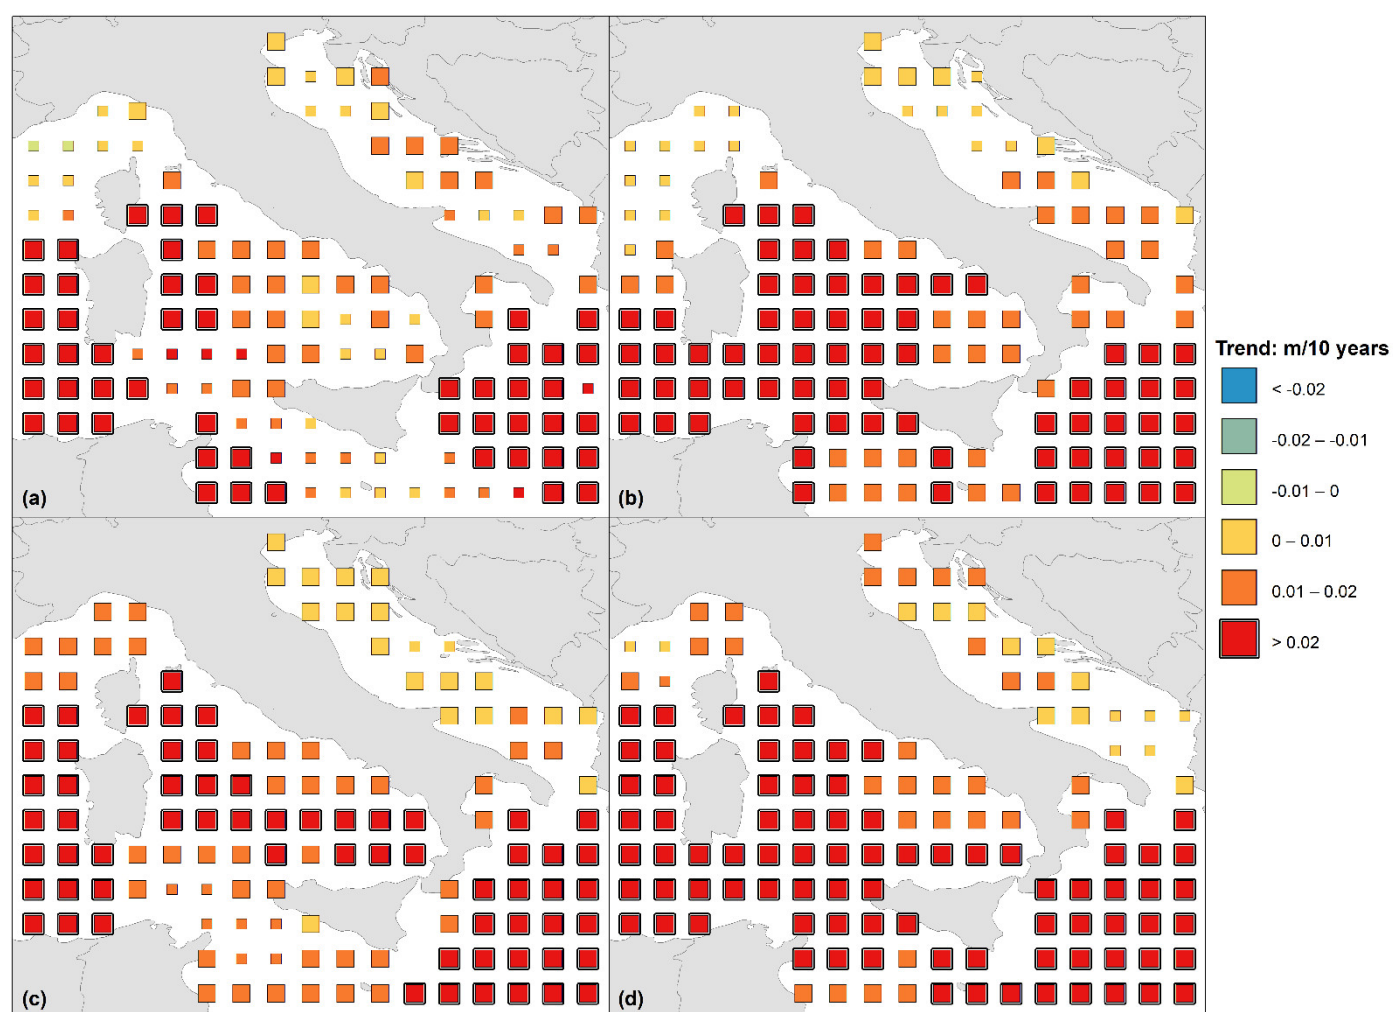 (a)
(b)
(c)
(d)
Trend: m/10 years
< -0.02
-0.02 – -0.01
-0.01 – 0
0 – 0.01
0.01 – 0.02
> 0.02